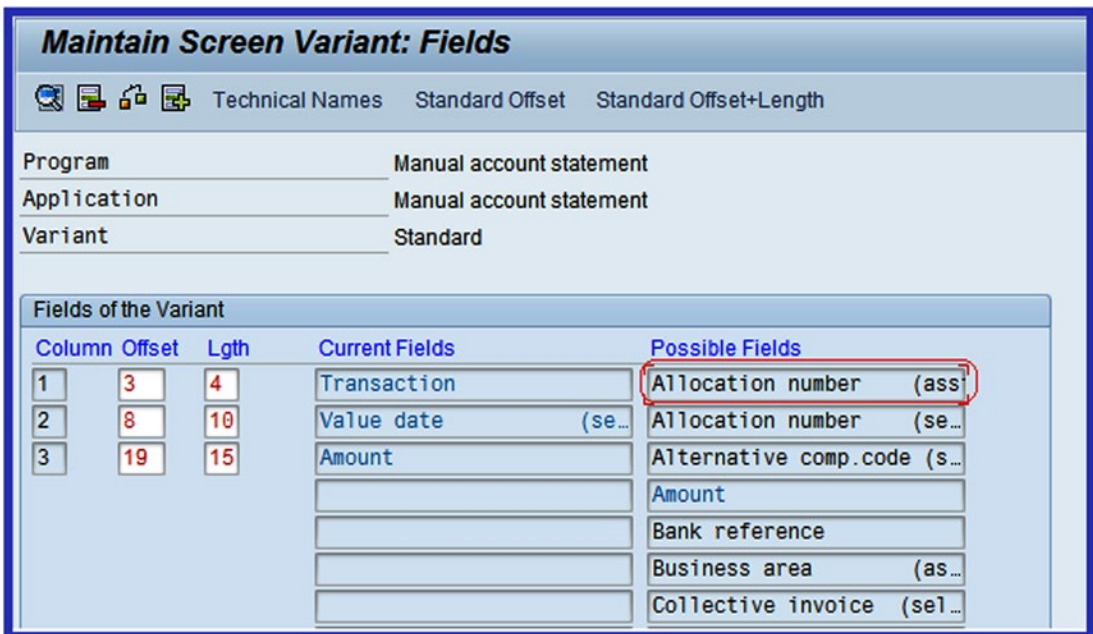 Maintain Screen Variant: Fields
Technical Names Standard Offset Standard Offset+Length
Program Manual account statement
Application Manual account statement
Variant Standard
Fields of the Variant
Column Offset Lgth Current Fields Possible Fields
1 3 4 Transaction Allocation number (ass
2 8 10 Value date (se… Allocation number (se…
3 19 15 Amount Alternative comp.code (s…
Amount
Bank reference
Business area (as…
Collective invoice (sel…